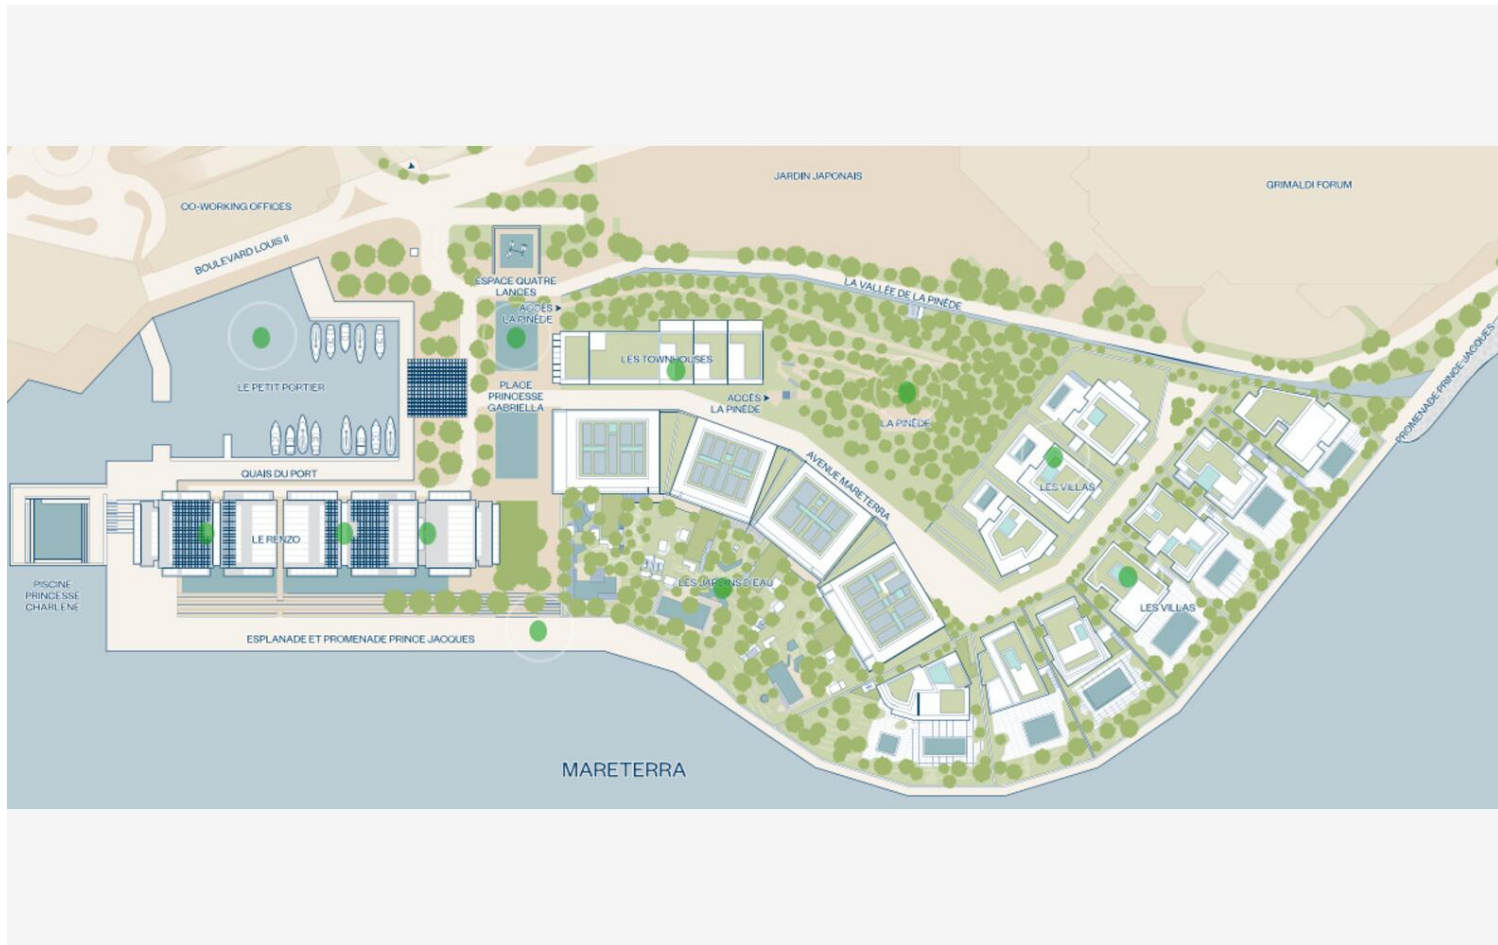 JARDIN JAPONAIS
GRIMALDI FORUM
CO-WORKING OFFICES
BOULEVARD LOUIS II
ESPACE QUATRE
LANCES
ACCÈS
LA PINÈDE
LA VALLÉE DE LA PINÈDE
PROMENADE PRINCE JACQUES
LES TOWNHOUSES
LE PETIT PORTIER
PLACE
PRINCESSE
GABRIELLA
ACCÈS
LA PINÈDE
LA PINÈDE
AVENUE MARETERRA
QUAIS DU PORT
LES VILLAS
LE RENZO
PISCINE
PRINCESSE
CHARLÈNE
LES JARDINS D'EAU
LES VILLAS
ESPLANADE ET PROMENADE PRINCE JACQUES
MARETERRA